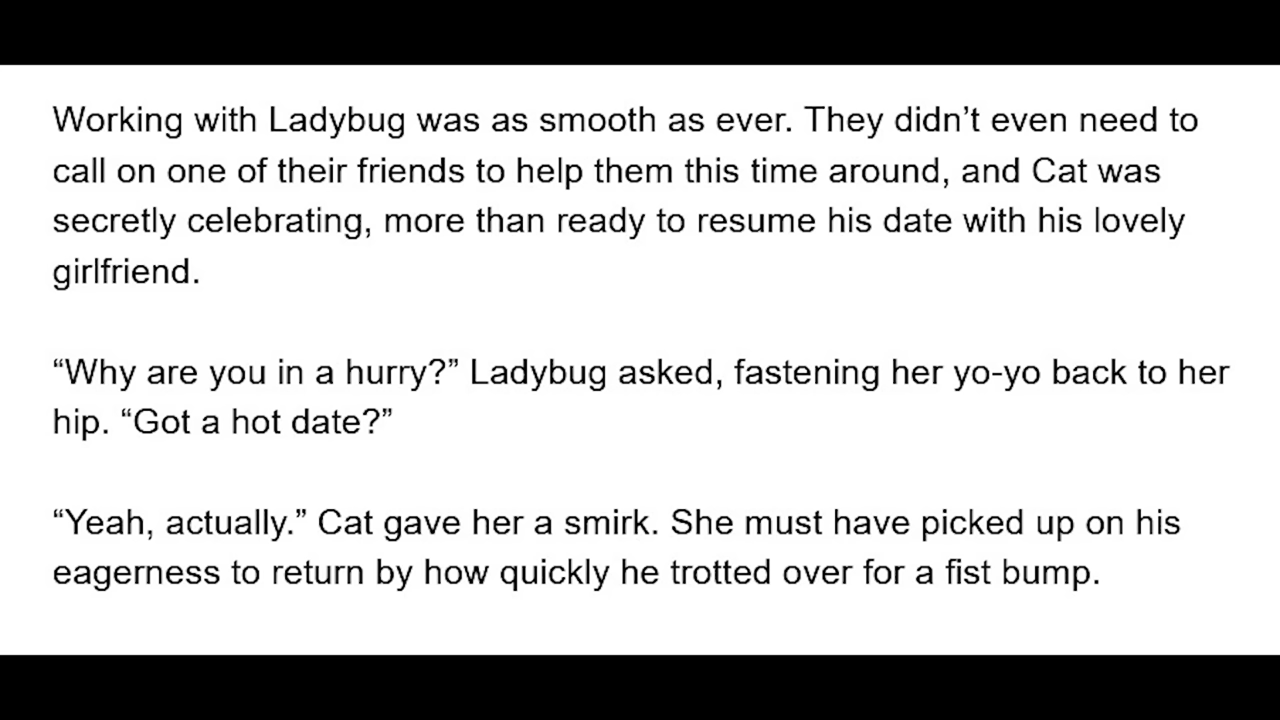 Working with Ladybug was as smooth as ever. They didn’t even need to
call on one of their friends to help them this time around, and Cat was
secretly celebrating, more than ready to resume his date with his lovely
girlfriend.
“Why are you in a hurry?” Ladybug asked, fastening her yo-yo back to her
hip. “Got a hot date?”
“Yeah, actually.” Cat gave her a smirk. She must have picked up on his
eagerness to return by how quickly he trotted over for a fist bump.